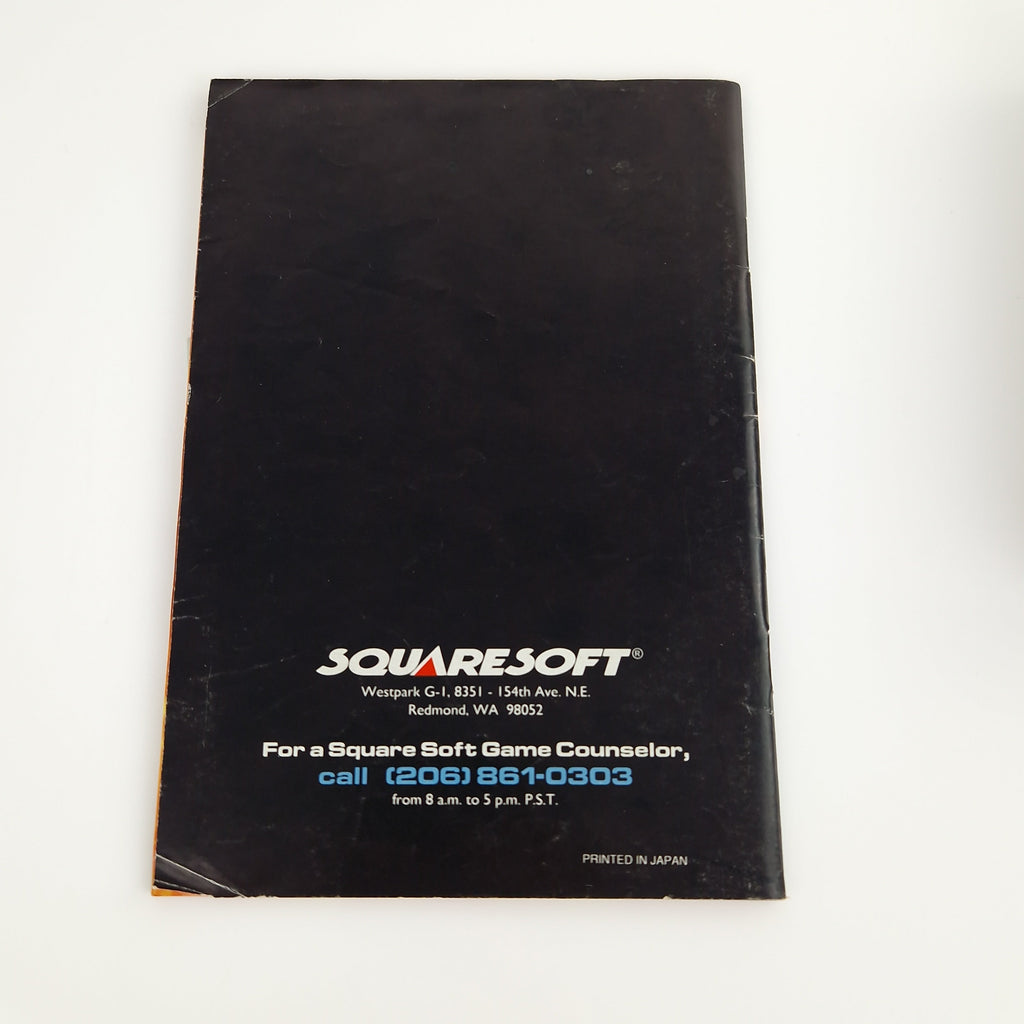 SQUARESOFT®
Westpark G-1, 8351 - 154th Ave. N.E.
Redmond, WA 98052
For a Square Soft Game Counselor,
call (206) 861-0303
from 8 a.m. to 5 p.m. P.S.T.
PRINTED IN JAPAN